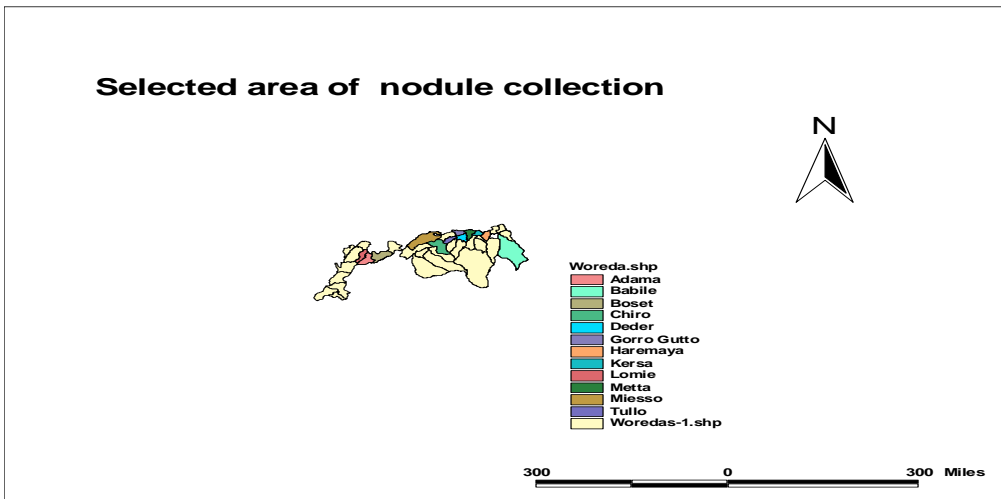 Selected area of nodule collection
N
Woreda.shp
Adama
Babile
Boset
Chiro
Deder
Gorro Gutto
Haremaya
Kersa
Lomie
Metta
Miesso
Tullo
Woredas-1.shp
300 0 300 Miles